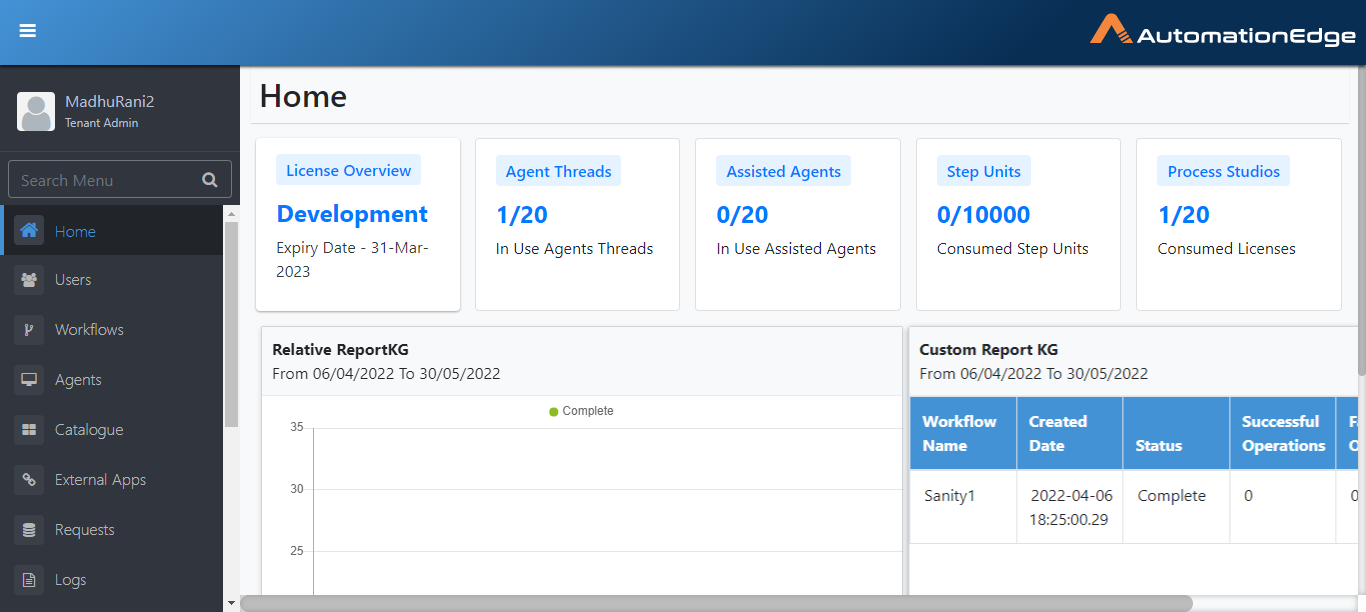 AutomationEdge
MadhuRani2
Tenant Admin
Search Menu
Home
Users
Workflows
Agents
Catalogue
External Apps
Requests
Logs
Home
License Overview
Development
Expiry Date - 31-Mar-
2023
Agent Threads
1/20
In Use Agents Threads
Assisted Agents
0/20
In Use Assisted Agents
Step Units
0/10000
Consumed Step Units
Process Studios
1/20
Consumed Licenses
Relative ReportKG
From 06/04/2022 To 30/05/2022
Complete
35
30
25
Custom Report KG
From 06/04/2022 To 30/05/2022
Workflow
Name
Created
Date
Status
Successful
Operations
Sanity1
2022-04-06
18:25:00.29
Complete
0
0